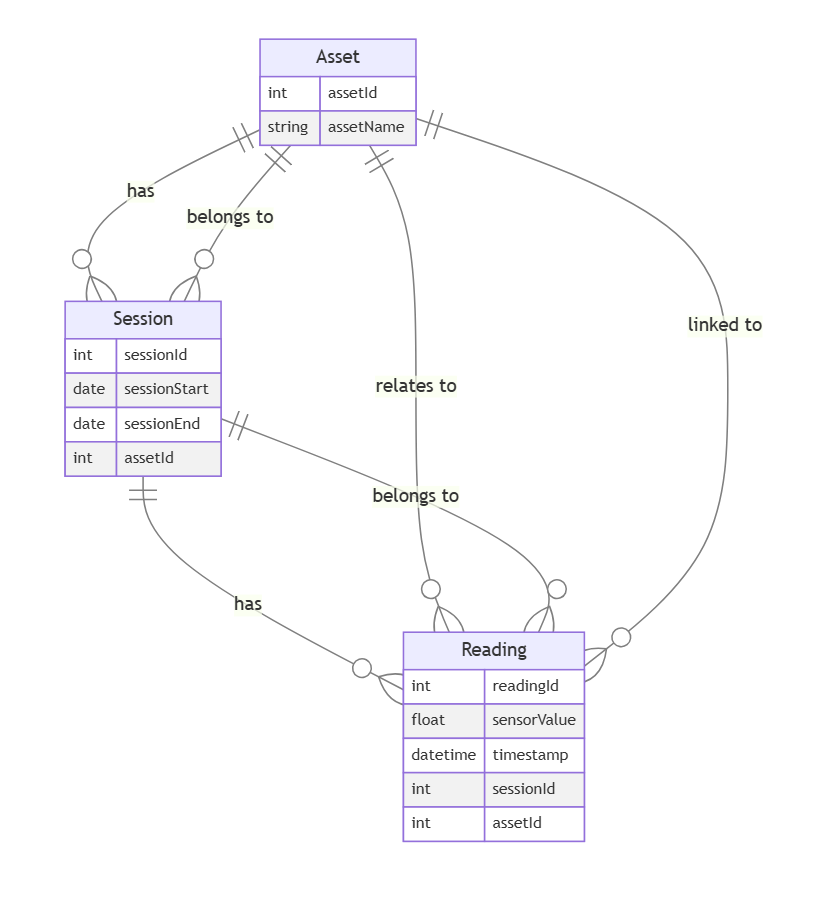 Asset
int assetId
string assetName
has
belongs to
Session
int sessionId
date sessionStart
date sessionEnd
int assetId
linked to
relates to
belongs to
has
Reading
int readingId
float sensorValue
datetime timestamp
int sessionId
int assetId